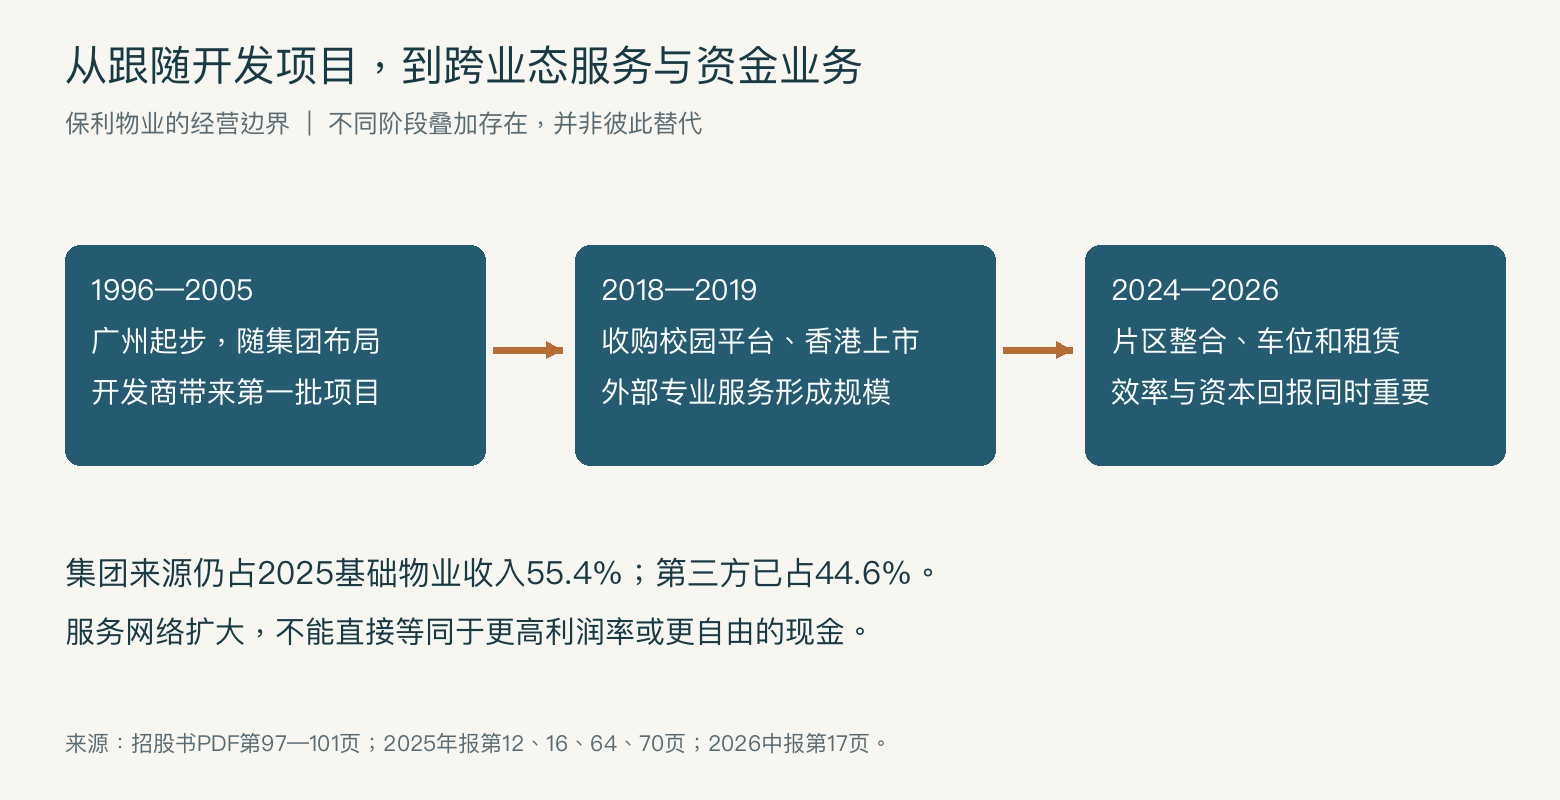 从跟随开发项目，到跨业态服务与资金业务
保利物业的经营边界 ｜ 不同阶段叠加存在，并非彼此替代
1996—2005
广州起步，随集团布局
开发商带来第一批项目
2018—2019
收购校园平台、香港上市
外部专业服务形成规模
2024—2026
片区整合、车位和租赁
效率与资本回报同时重要
集团来源仍占2025基础物业收入55.4%；第三方已占44.6%。
服务网络扩大，不能直接等同于更高利润率或更自由的现金。
来源：招股书PDF第97—101页；2025年报第12、16、64、70页；2026中报第17页。